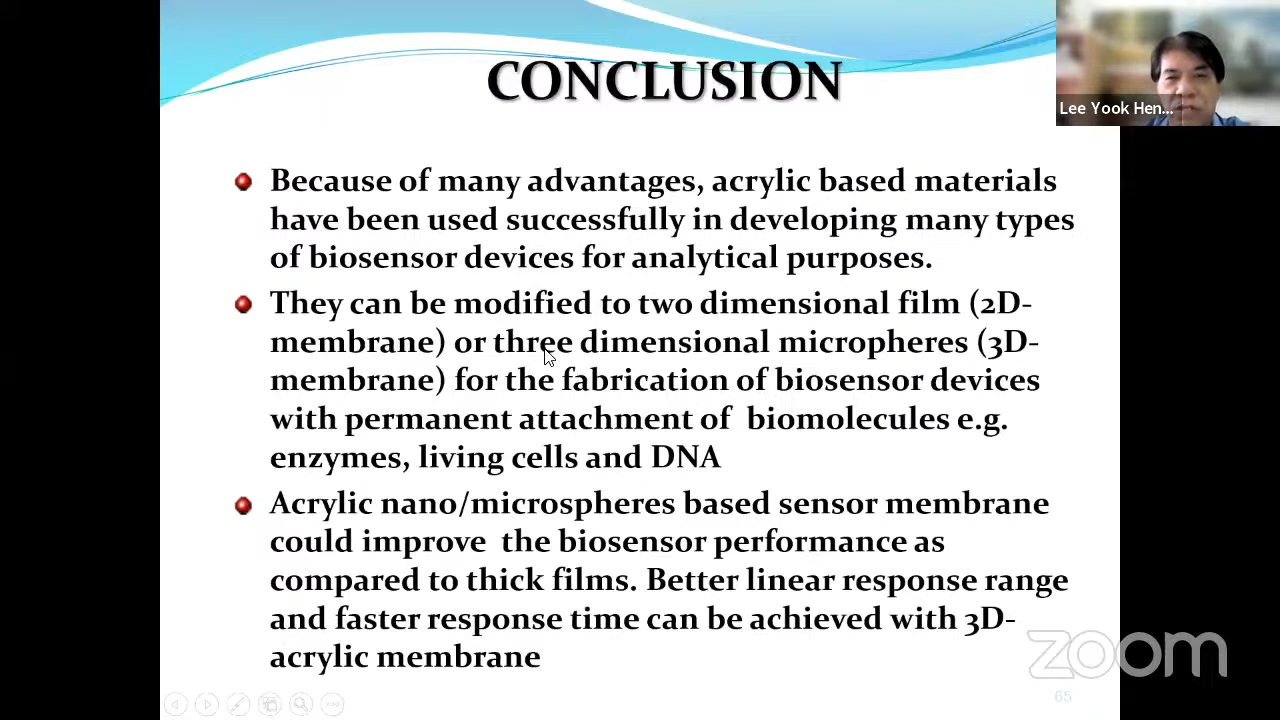 CONCLUSION
Lee Yook Hen...
Because of many advantages, acrylic based materials
have been used successfully in developing many types
of biosensor devices for analytical purposes.
They can be modified to two dimensional film (2D-
membrane) or three dimensional micropheres (3D-
membrane) for the fabrication of biosensor devices
with permanent attachment of biomolecules e.g.
enzymes, living cells and DNA
Acrylic nano/microspheres based sensor membrane
could improve the biosensor performance as
compared to thick films. Better linear response range
and faster response time can be achieved with 3D-
acrylic membrane
zoom
65